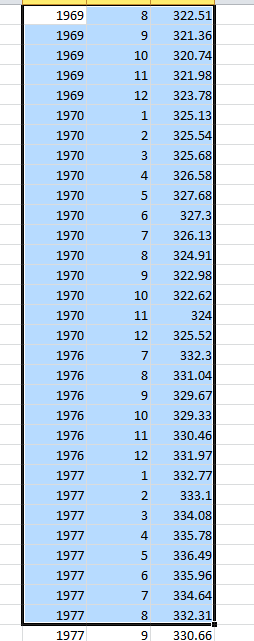 1969 8 322.51
1969 9 321.36
1969 10 320.74
1969 11 321.98
1969 12 323.78
1970 1 325.13
1970 2 325.54
1970 3 325.68
1970 4 326.58
1970 5 327.68
1970 6 327.3
1970 7 326.13
1970 8 324.91
1970 9 322.98
1970 10 322.62
1970 11 324
1970 12 325.52
1976 7 332.3
1976 8 331.04
1976 9 329.67
1976 10 329.33
1976 11 330.46
1976 12 331.97
1977 1 332.77
1977 2 333.1
1977 3 334.08
1977 4 335.78
1977 5 336.49
1977 6 335.96
1977 7 334.64
1977 8 332.31
1977 9 330.66